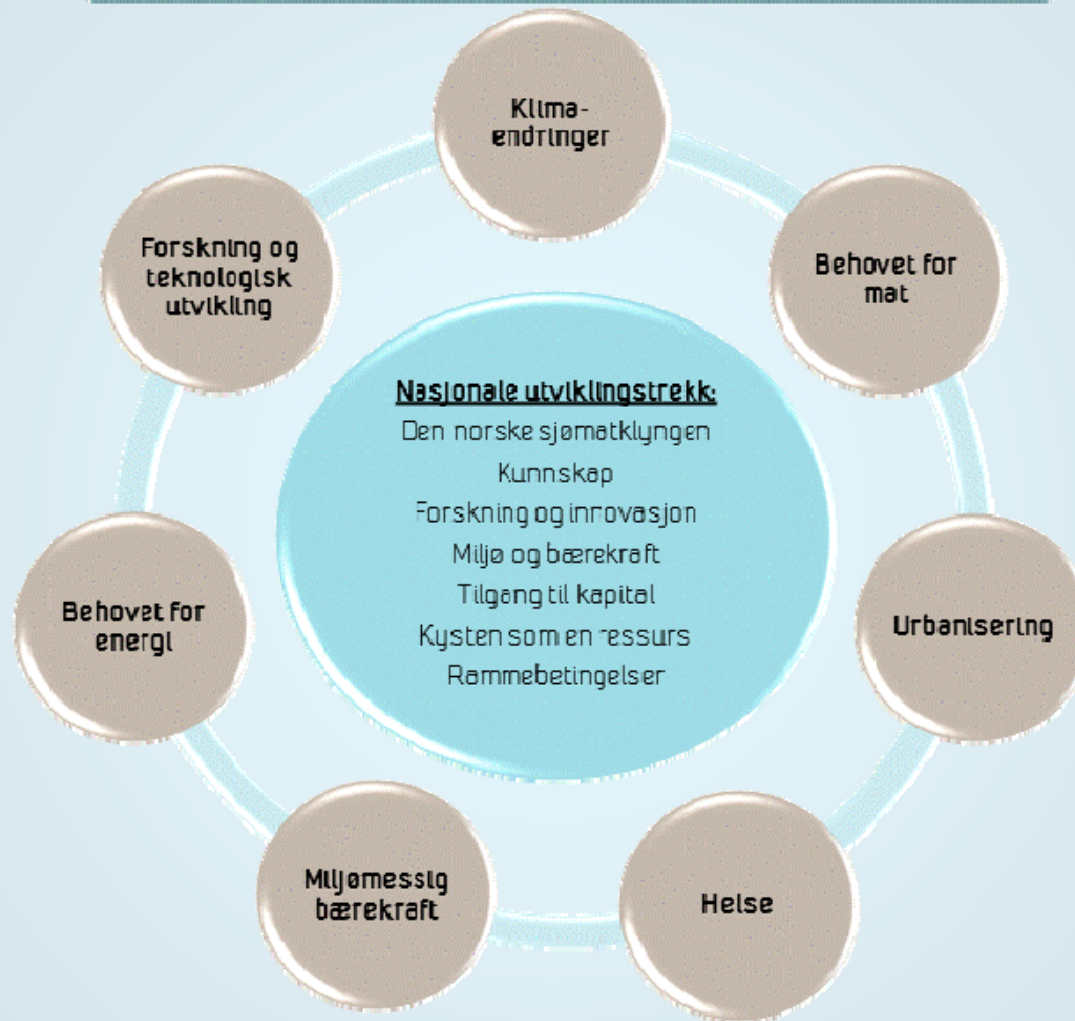 Klima-
endringer
Behovet for
mat
Urbanisering
Helse
Miljømessig
bærekraft
Behovet for
energi
Forskning og
teknologisk
utvikling
Nasjonale utviklingstrekk:
Den norske sjømatklyngen
Kunnskap
Forskning og innovasjon
Miljø og bærekraft
Tilgang til kapital
Kysten som en ressurs
Rammebetingelser